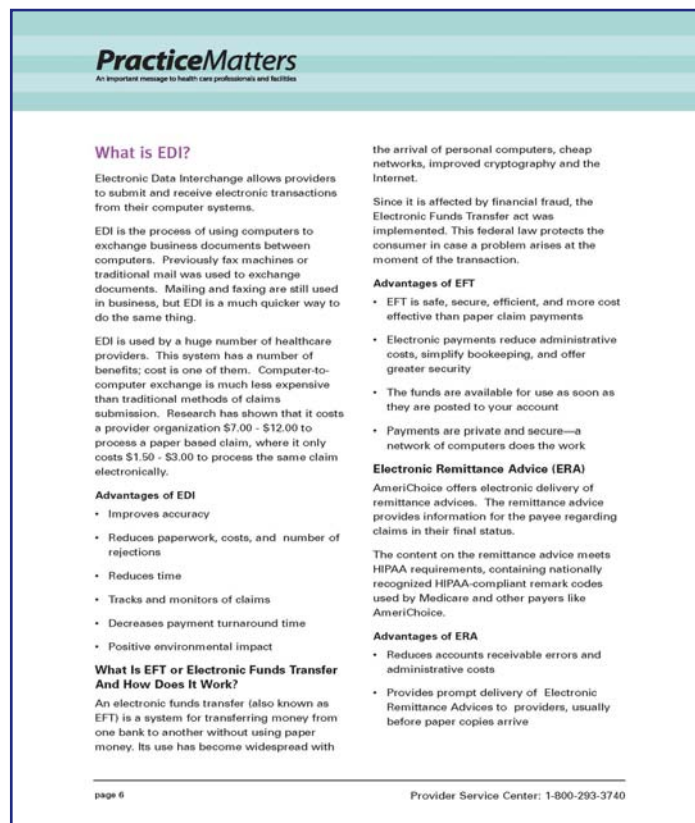 PracticeMatters
An important message to health care professionals and facilities
What is EDI?
Electronic Data Interchange allows providers
to submit and receive electronic transactions
from their computer systems.
EDI is the process of using computers to
exchange business documents between
computers. Previously fax machines or
traditional mail was used to exchange
documents. Mailing and faxing are still used
in business, but EDI is a much quicker way to
do the same thing.
EDI is used by a huge number of healthcare
providers. This system has a number of
benefits; cost is one of them. Computer-to-
computer exchange is much less expensive
than traditional methods of claims
submission. Research has shown that it costs
a provider organization $7.00 - $12.00 to
process a paper based claim, where it only
costs $1.50 - $3.00 to process the same claim
electronically.
Advantages of EDI
• Improves accuracy
• Reduces paperwork, costs, and number of
rejections
• Reduces time
• Tracks and monitors of claims
• Decreases payment turnaround time
• Positive environmental impact
What Is EFT or Electronic Funds Transfer
And How Does It Work?
An electronic funds transfer (also known as
EFT) is a system for transferring money from
one bank to another without using paper
money. Its use has become widespread with
the arrival of personal computers, cheap
networks, improved cryptography and the
Internet.
Since it is affected by financial fraud, the
Electronic Funds Transfer act was
implemented. This federal law protects the
consumer in case a problem arises at the
moment of the transaction.
Advantages of EFT
• EFT is safe, secure, efficient, and more cost
effective than paper claim payments
• Electronic payments reduce administrative
costs, simplify bookeeping, and offer
greater security
• The funds are available for use as soon as
they are posted to your account
• Payments are private and secure—a
network of computers does the work
Electronic Remittance Advice (ERA)
AmeriChoice offers electronic delivery of
remittance advices. The remittance advice
provides information for the payee regarding
claims in their final status.
The content on the remittance advice meets
HIPAA requirements, containing nationally
recognized HIPAA-compliant remark codes
used by Medicare and other payers like
AmeriChoice.
Advantages of ERA
• Reduces accounts receivable errors and
administrative costs
• Provides prompt delivery of Electronic
Remittance Advices to providers, usually
before paper copies arrive
page 6
Provider Service Center: 1-800-293-3740